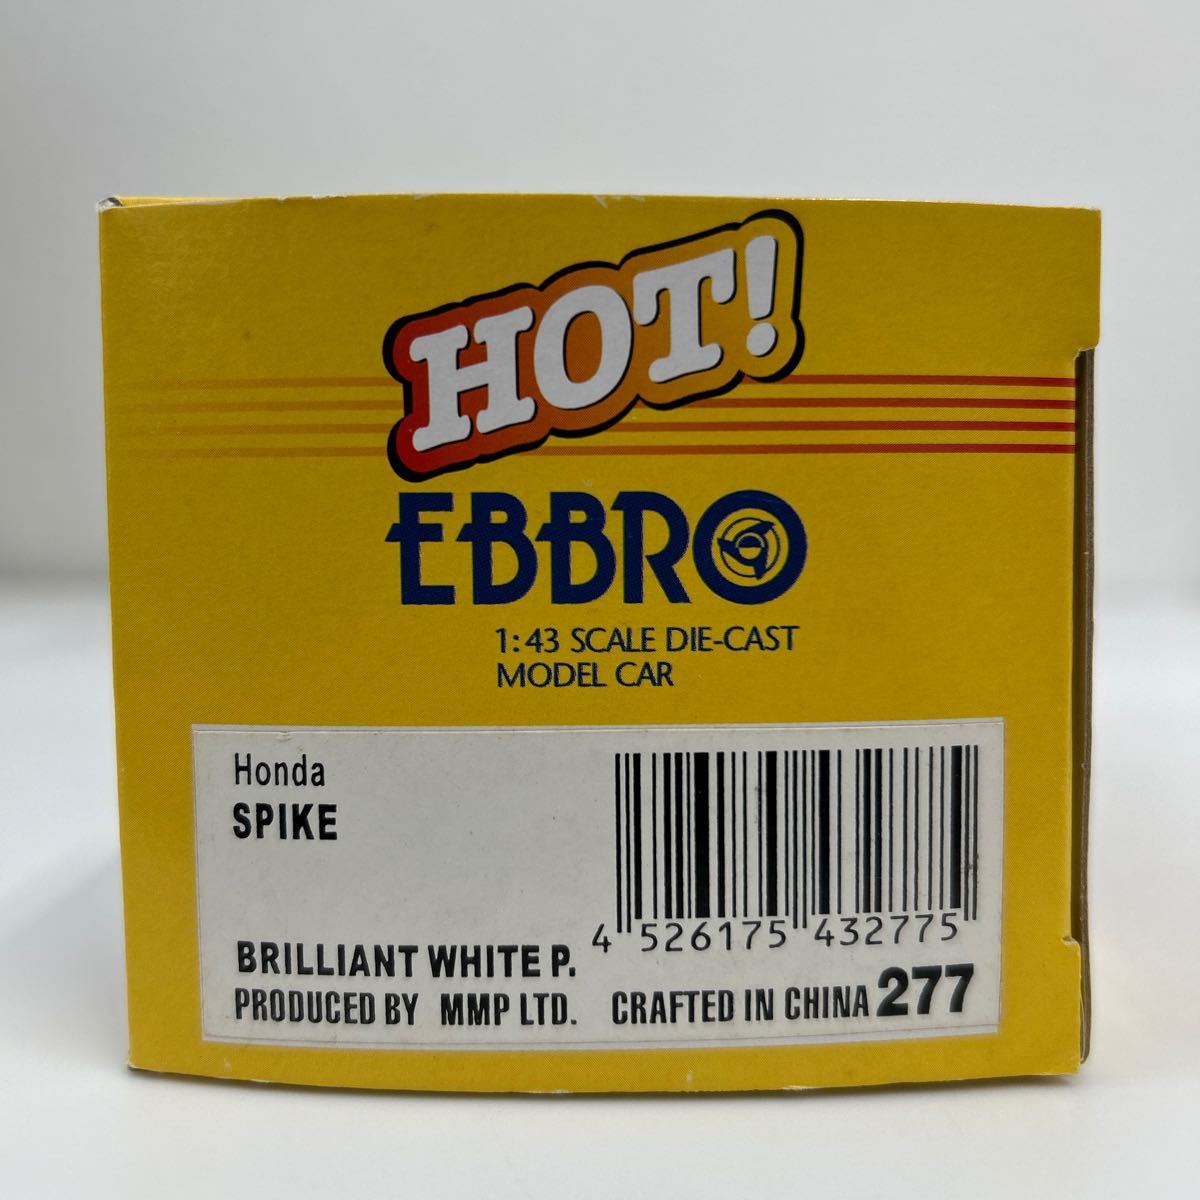 HOT!
EBBRO
1:43 SCALE DIE-CAST
MODEL CAR
Honda
SPIKE
4 526175 432775
BRILLIANT WHITE P.
PRODUCED BY MMP LTD. CRAFTED IN CHINA 277